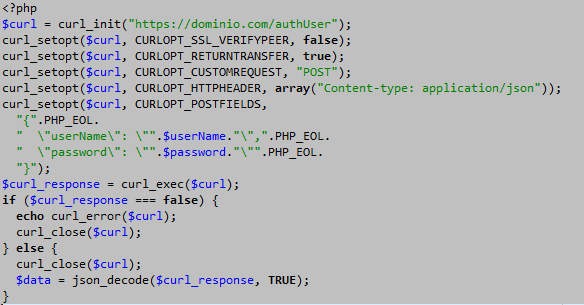 <?php
$curl = curl_init("https://dominio.com/authUser");
curl_setopt($curl, CURLOPT_SSL_VERIFYPEER, false);
curl_setopt($curl, CURLOPT_RETURNTRANSFER, true);
curl_setopt($curl, CURLOPT_CUSTOMREQUEST, "POST");
curl_setopt($curl, CURLOPT_HTTPHEADER, array("Content-type: application/json"));
curl_setopt($curl, CURLOPT_POSTFIELDS,
  "{".PHP_EOL.
  "  \"userName\": \"".$userName."\",".PHP_EOL.
  "  \"password\": \"".$password."\"".PHP_EOL.
  "}");
$curl_response = curl_exec($curl);
if ($curl_response === false) {
  echo curl_error($curl);
  curl_close($curl);
} else {
  curl_close($curl);
  $data = json_decode($curl_response, TRUE);
}